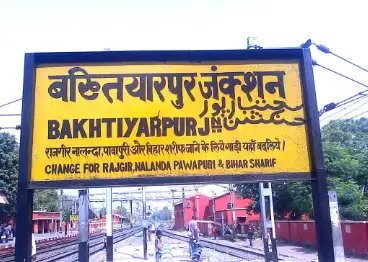 बख्तियारपुर जंक्शन
BAKHTIYARPUR JN
بختیارپور جنکشن
राजगीर नालन्दा, पावापुरी और बिहार शरीफ जाने के लिये गाड़ी यहाँ बदलिये।
CHANGE FOR RAJGIR, NALANDA PAWAPURI & BIHAR SHARIF